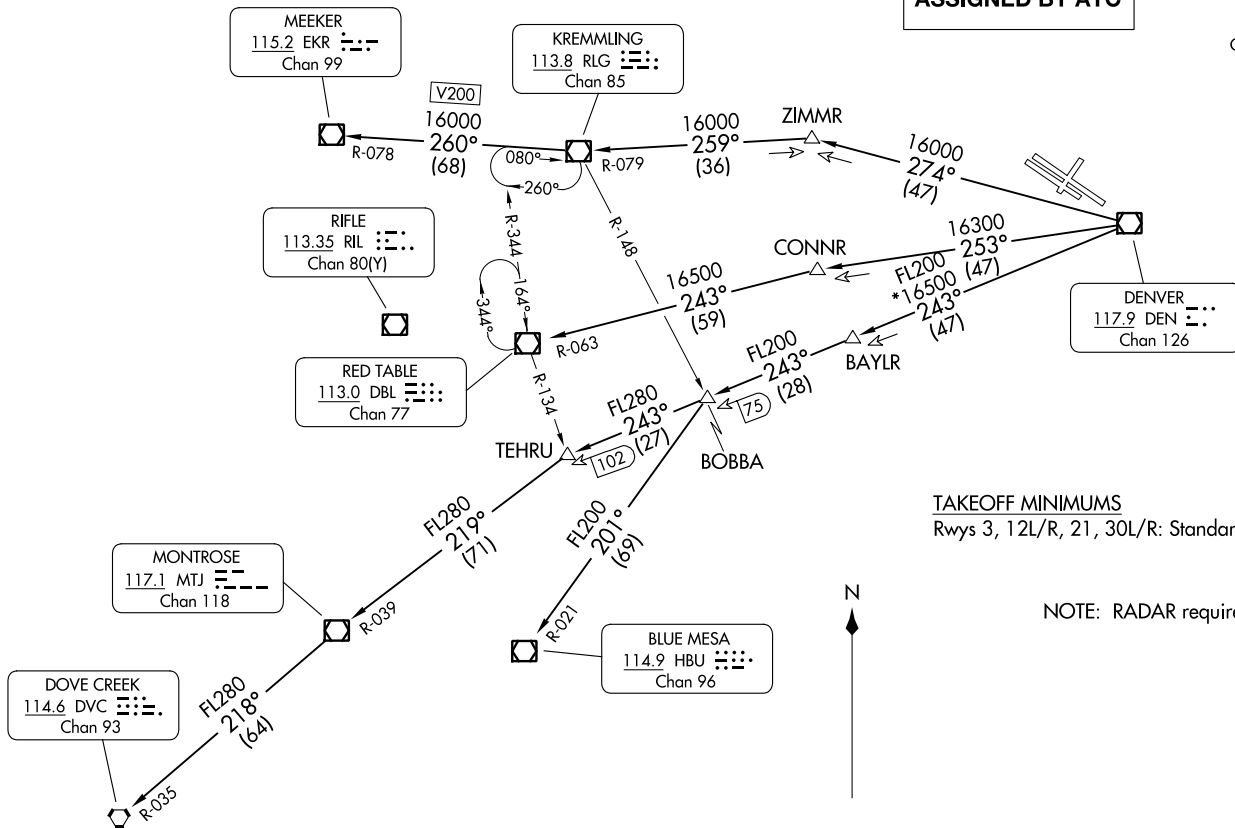 ASSIGNED BY ATC
MEEKER
115.2 EKR
Chan 99
KREMMLING
113.8 RLG
Chan 85
V200
16000
260°
(68)
R-078
080°
260°
R-079
16000
259°
(36)
ZIMMR
16000
274°
(47)
RIFLE
113.35 RIL
Chan 80(Y)
R-344
164°
344°
R-148
CONNR
16300
253°
(47)
16500
243°
(59)
R-063
FL200
*16500
243°
(47)
DENVER
117.9 DEN
Chan 126
RED TABLE
113.0 DBL
Chan 77
R-134
BAYLR
FL200
243°
(28)
75
BOBBA
FL280
243°
(27)
102
TEHRU
FL200
201°
(69)
R-021
FL280
219°
(71)
R-039
TAKEOFF MINIMUMS
Rwys 3, 12L/R, 21, 30L/R:
NOTE: RADAR
MONTROSE
117.1 MTJ
Chan 118
N
BLUE MESA
114.9 HBU
Chan 96
DOVE CREEK
114.6 DVC
Chan 93
FL280
218°
(64)
R-035